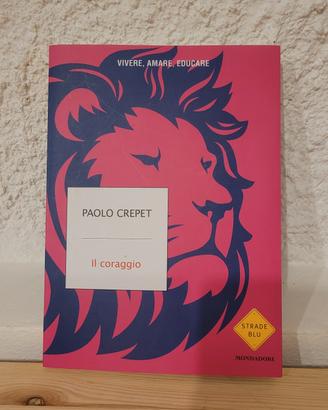 VIVERE, AMARE, EDUCARE
PAOLO CREPET
Il coraggio
STRADE
BLU
MONDADORI